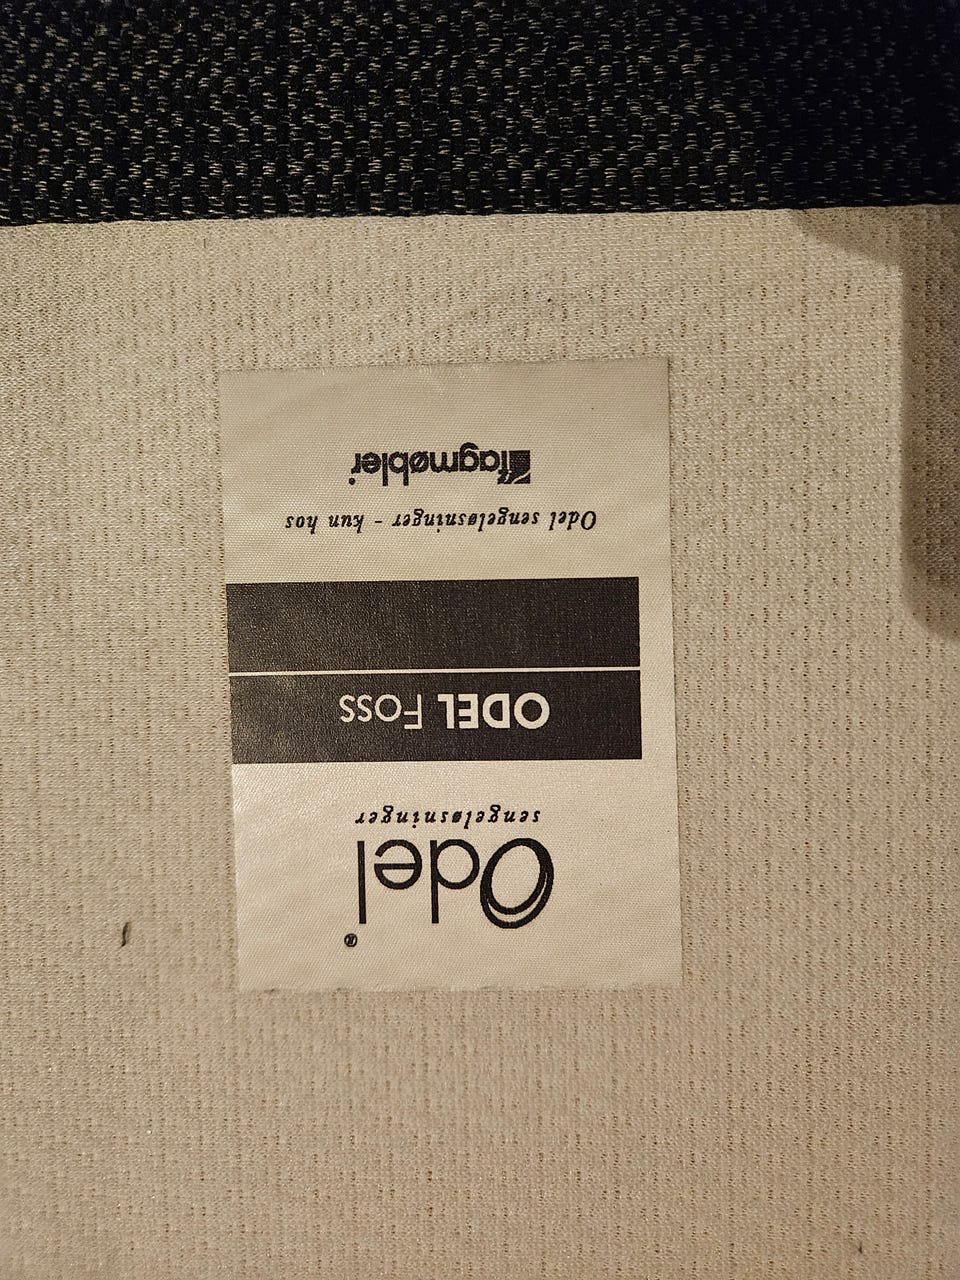 Odel®
sengeløsninger
ODEL FOSS
Odel sengeløsninger - kun hos
fagmøbler